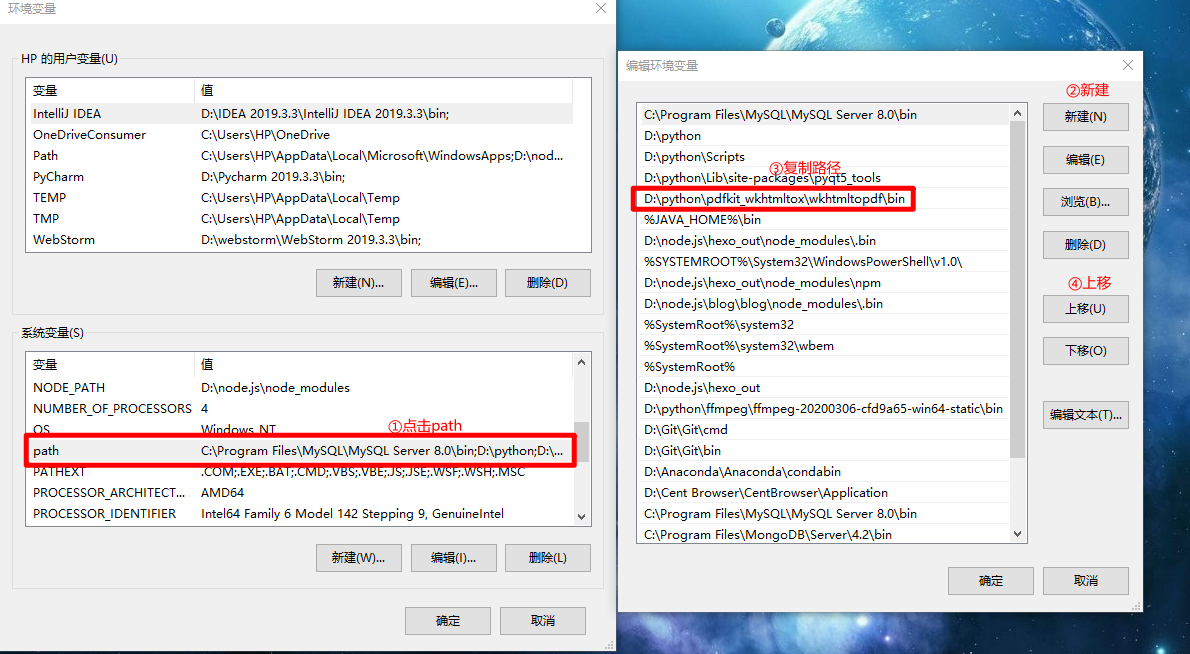 环境变量
HP 的用户变量(U)
变量 值
IntelliJ IDEA D:\IDEA 2019.3.3\IntelliJ IDEA 2019.3.3\bin;
OneDriveConsumer C:\Users\HP\OneDrive
Path C:\Users\HP\AppData\Local\Microsoft\WindowsApps;D:\nod...
PyCharm D:\Pycharm 2019.3.3\bin;
TEMP C:\Users\HP\AppData\Local\Temp
TMP C:\Users\HP\AppData\Local\Temp
WebStorm D:\webstorm\WebStorm 2019.3.3\bin;
新建(N)... 编辑(E)... 删除(D)
系统变量(S)
变量 值
NODE_PATH D:\node.js\node_modules
NUMBER_OF_PROCESSORS 4
OS Windows_NT
①点击path
path C:\Program Files\MySQL\MySQL Server 8.0\bin;D:\python;D:\...
PATHEXT .COM;.EXE;.BAT;.CMD;.VBS;.VBE;.JS;.JSE;.WSF;.WSH;.MSC
PROCESSOR_ARCHITECT... AMD64
PROCESSOR_IDENTIFIER Intel64 Family 6 Model 142 Stepping 9, GenuineIntel
新建(W)... 编辑(I)... 删除(L)
确定 取消
编辑环境变量
C:\Program Files\MySQL\MySQL Server 8.0\bin
D:\python
D:\python\Scripts
③复制路径
D:\python\Lib\site-packages\pyqt5_tools
D:\python\pdfkit_wkhtmltox\wkhtmltopdf\bin
%JAVA_HOME%\bin
D:\node.js\hexo_out\node_modules\.bin
%SYSTEMROOT%\System32\WindowsPowerShell\v1.0\
D:\node.js\hexo_out\node_modules\npm
D:\node.js\blog\blog\node_modules\.bin
%SystemRoot%\system32
%SystemRoot%\system32\wbem
%SystemRoot%
D:\node.js\hexo_out
D:\python\ffmpeg\ffmpeg-20200306-cfd9a65-win64-static\bin
D:\Git\Git\cmd
D:\Git\Git\bin
D:\Anaconda\Anaconda\condabin
D:\Cent Browser\CentBrowser\Application
C:\Program Files\MySQL\MySQL Server 8.0\bin
C:\Program Files\MongoDB\Server\4.2\bin
②新建
新建(N)
编辑(E)
浏览(B)...
删除(D)
④上移
上移(U)
下移(O)
编辑文本(T)...
确定 取消